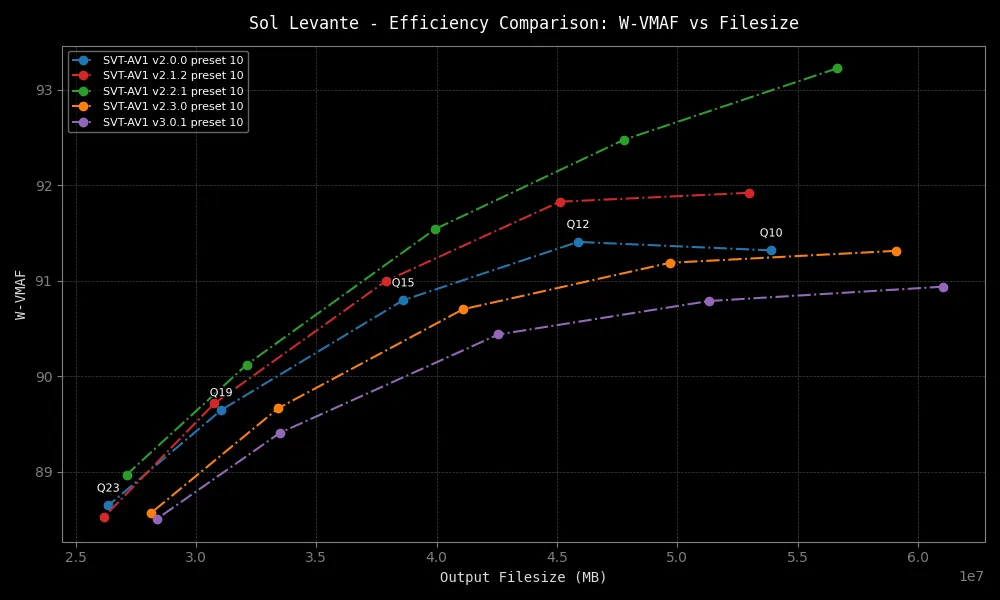 Sol Levante - Efficiency Comparison: W-VMAF vs Filesize
SVT-AV1 v2.0.0 preset 10
SVT-AV1 v2.1.2 preset 10
SVT-AV1 v2.2.1 preset 10
SVT-AV1 v2.3.0 preset 10
SVT-AV1 v3.0.1 preset 10
93
92
91
90
89
W-VMAF
Q12
Q10
Q15
Q19
Q23
2.5 3.0 3.5 4.0 4.5 5.0 5.5 6.0
1e7
Output Filesize (MB)